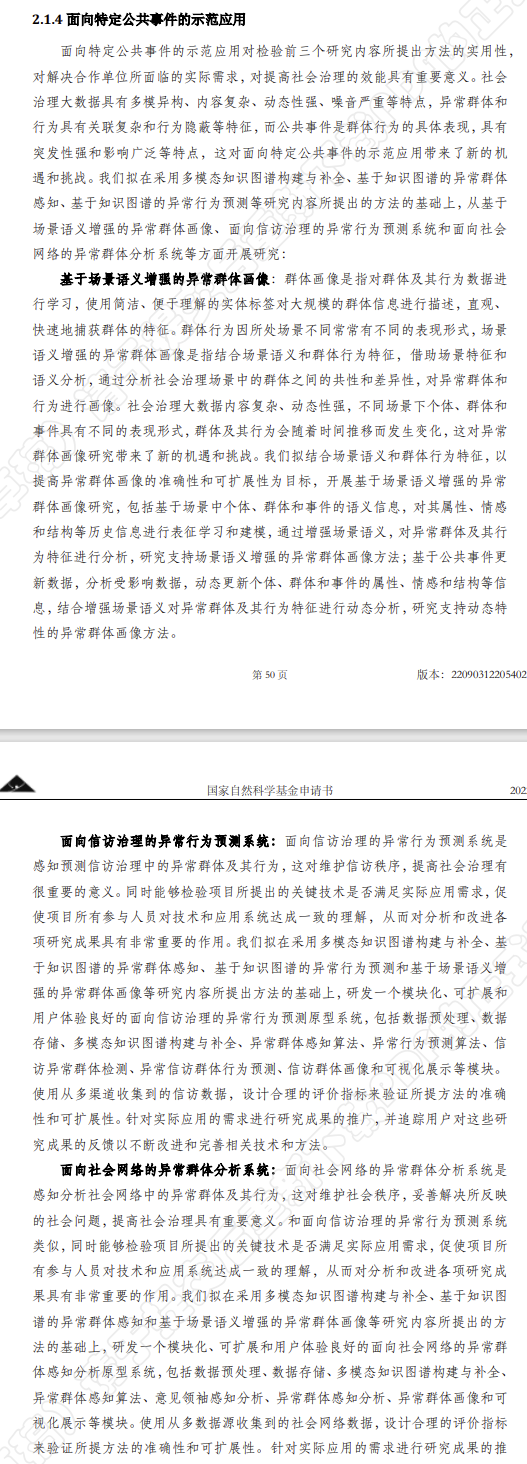 2.1.4 面向特定公共事件的示范应用
面向特定公共事件的示范应用对检验前三个研究内容所提出方法的实用性，
对解决合作单位所面临的实际需求，对提高社会治理的效能具有重要意义。社会
治理大数据具有多模异构、内容复杂、动态性强、噪音严重等特点，异常群体和
行为具有关联复杂和行为隐蔽等特征，而公共事件是群体行为的具体表现，具有
突发性强和影响广泛等特点，这对面向特定公共事件的示范应用带来了新的机
遇和挑战。我们拟在采用多模态知识图谱构建与补全、基于知识图谱的异常群体
感知、基于知识图谱的异常行为预测等研究内容所提出的方法的基础上，从基于
场景语义增强的异常群体画像、面向信访治理的异常行为预测系统和面向社会
网络的异常群体分析系统等方面开展研究：
基于场景语义增强的异常群体画像：群体画像是指对群体及其行为数据进
行学习，使用简洁、便于理解的实体标签对大规模的群体信息进行描述，直观、
快速地捕获群体的特征。群体行为因所处场景不同常常有不同的表现形式，场景
语义增强的异常群体画像是指结合场景语义和群体行为特征，借助场景特征和
语义分析，通过分析社会治理场景中的群体之间的共性和差异性，对异常群体和
行为进行画像。社会治理大数据内容复杂、动态性强，不同场景下个体、群体和
事件具有不同的表现形式，群体及其行为会随着时间推移而发生变化，这对异常
群体画像研究带来了新的机遇和挑战。我们拟结合场景语义和群体行为特征，以
提高异常群体画像的准确性和可扩展性为目标，开展基于场景语义增强的异常
群体画像研究，包括基于场景中个体、群体和事件的语义信息，对其属性、情感
和结构等历史信息进行表征学习和建模，通过增强场景语义，对异常群体及其行
为特征进行分析，研究支持场景语义增强的异常群体画像方法；基于公共事件更
新数据，分析受影响数据，动态更新个体、群体和事件的属性、情感和结构等信
息，结合增强场景语义对异常群体及其行为特征进行动态分析，研究支持动态特
性的异常群体画像方法。
第 50 页 版本：22090312205402
国家自然科学基金申请书 202
面向信访治理的异常行为预测系统：面向信访治理的异常行为预测系统是
感知预测信访治理中的异常群体及其行为，这对维护信访秩序，提高社会治理有
很重要的意义。同时能够检验项目所提出的关键技术是否满足实际应用需求，促
使项目所有参与人员对技术和应用系统达成一致的理解，从而对分析和改进各
项研究成果具有非常重要的作用。我们拟在采用多模态知识图谱构建与补全、基
于知识图谱的异常群体感知、基于知识图谱的异常行为预测和基于场景语义增
强的异常群体画像等研究内容所提出方法的基础上，研发一个模块化、可扩展和
用户体验良好的面向信访治理的异常行为预测原型系统，包括数据预处理、数据
存储、多模态知识图谱构建与补全、异常群体感知算法、异常行为预测算法、信
访异常群体检测、异常信访群体行为预测、信访群体画像和可视化展示等模块。
使用从多渠道收集到的信访数据，设计合理的评价指标来验证所提方法的准确
性和可扩展性。针对实际应用的需求进行研究成果的推广，并追踪用户对这些研
究成果的反馈以不断改进和完善相关技术和方法。
面向社会网络的异常群体分析系统：面向社会网络的异常群体分析系统是
感知分析社会网络中的异常群体及其行为，这对维护社会秩序，妥善解决所反映
的社会问题，提高社会治理具有重要意义。和面向信访治理的异常行为预测系统
类似，同时能够检验项目所提出的关键技术是否满足实际应用需求，促使项目所
有参与人员对技术和应用系统达成一致的理解，从而对分析和改进各项研究成
果具有非常重要的作用。我们拟在采用多模态知识图谱构建与补全、基于知识图
谱的异常群体感知和基于场景语义增强的异常群体画像等研究内容所提出的方
法的基础上，研发一个模块化、可扩展和用户体验良好的面向社会网络的异常群
体感知分析原型系统，包括数据预处理、数据存储、多模态知识图谱构建与补全、
异常群体感知算法、意见领袖感知分析、异常群体感知分析、异常群体画像和可
视化展示等模块。使用从多数据源收集到的社会网络数据，设计合理的评价指标
来验证所提方法的准确性和可扩展性。针对实际应用的需求进行研究成果的推